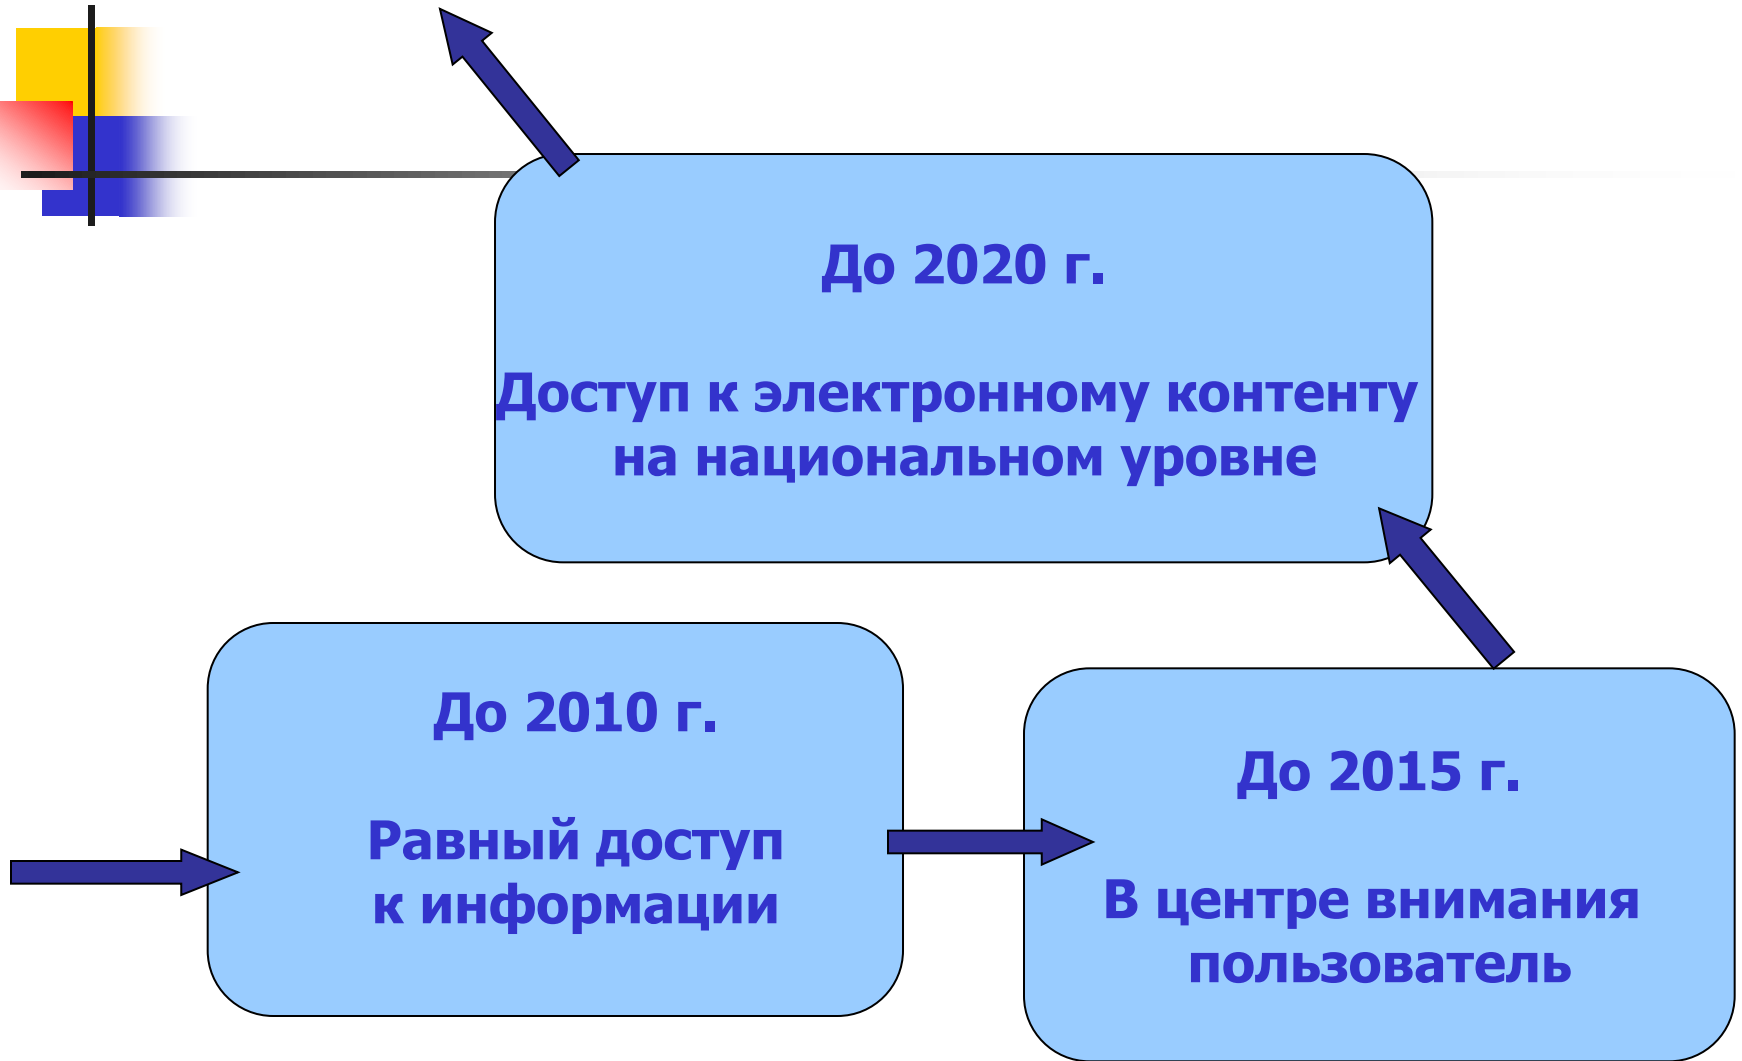 До 2020 г.
Доступ к электронному контенту
на национальном уровне
До 2010 г.
Равный доступ
к информации
До 2015 г.
В центре внимания
пользователь